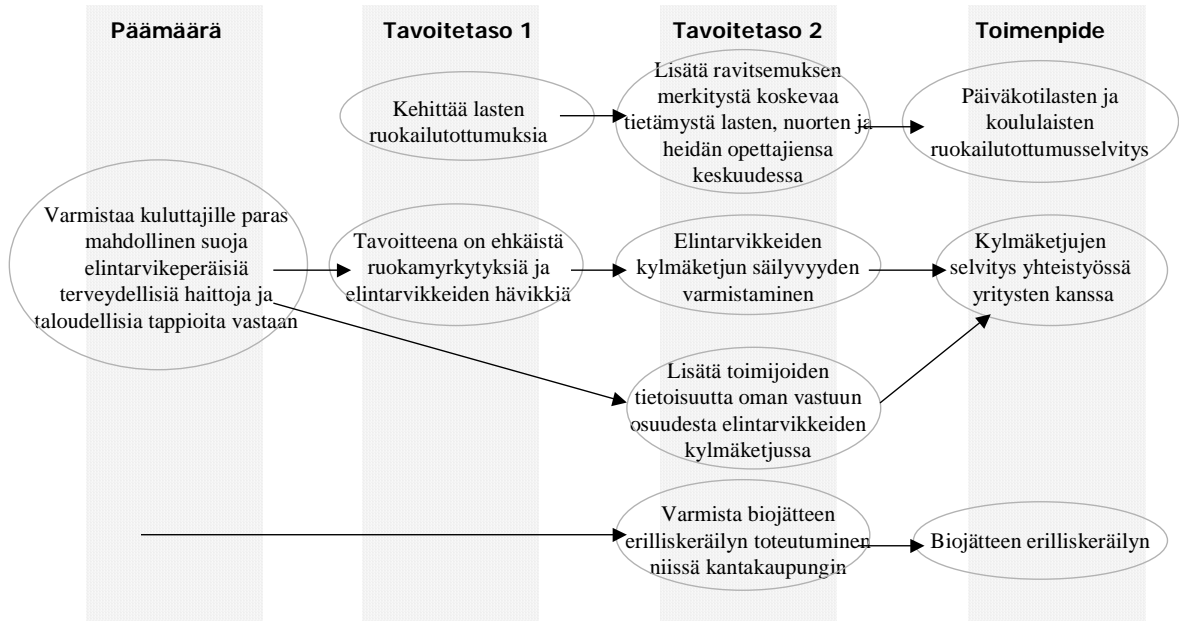 Päämäärä
Tavoitetaso 1
Tavoitetaso 2
Toimenpide
Kehittää lasten
ruokailutottumuksia
Lisätä ravitsemuksen
merkitystä koskevaa
tietämystä lasten, nuorten ja
heidän opettajiensa
keskuudessa
Päiväkotilasten ja
koululaisten
ruokailutottumusselvitys
Varmistaa kuluttajille paras
mahdollinen suoja
elintarvikeperäisiä
terveydellisiä haittoja ja
taloudellisia tappioita vastaan
Tavoitteena on ehkäistä
ruokamyrkytyksiä ja
elintarvikkeiden hävikkiä
Elintarvikkeiden
kylmäketjun säilyvyyden
varmistaminen
Kylmäketjujen
selvitys yhteistyössä
yritysten kanssa
Lisätä toimijoiden
tietoisuutta oman vastuun
osuudesta elintarvikkeiden
kylmäketjussa
Varmista biojätteen
erilliskeräilyn toteutuminen
niissä kantakaupungin
Biojätteen erilliskeräilyn